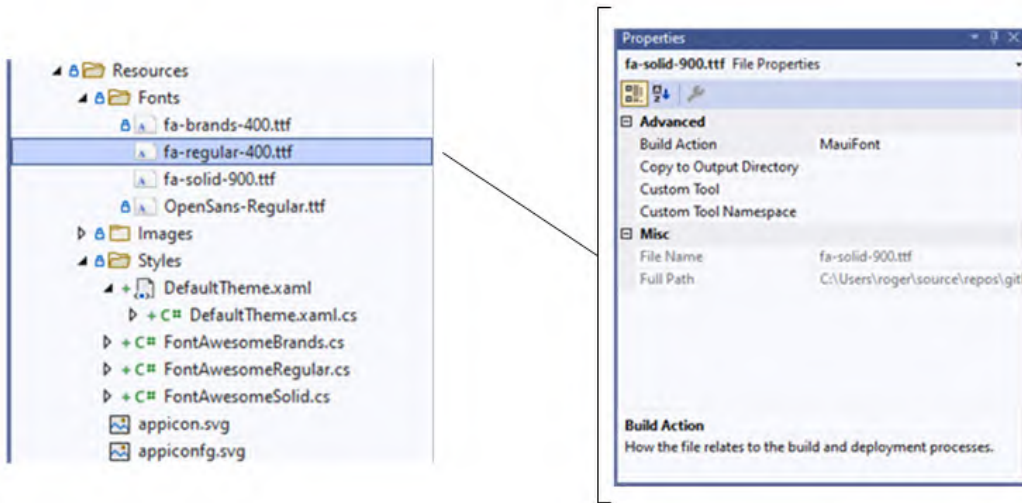 Resources
Fonts
fa-brands-400.ttf
fa-regular-400.ttf
fa-solid-900.ttf
OpenSans-Regular.ttf
Images
Styles
DefaultTheme.xaml
C# DefaultTheme.xaml.cs
C# FontAwesomeBrands.cs
C# FontAwesomeRegular.cs
C# FontAwesomeSolid.cs
appicon.svg
appiconfg.svg
Properties
fa-solid-900.ttf File Properties
Advanced
Build Action MauiFont
Copy to Output Directory
Custom Tool
Custom Tool Namespace
Misc
File Name fa-solid-900.ttf
Full Path C:\Users\roger\source\repos\git
Build Action
How the file relates to the build and deployment processes.